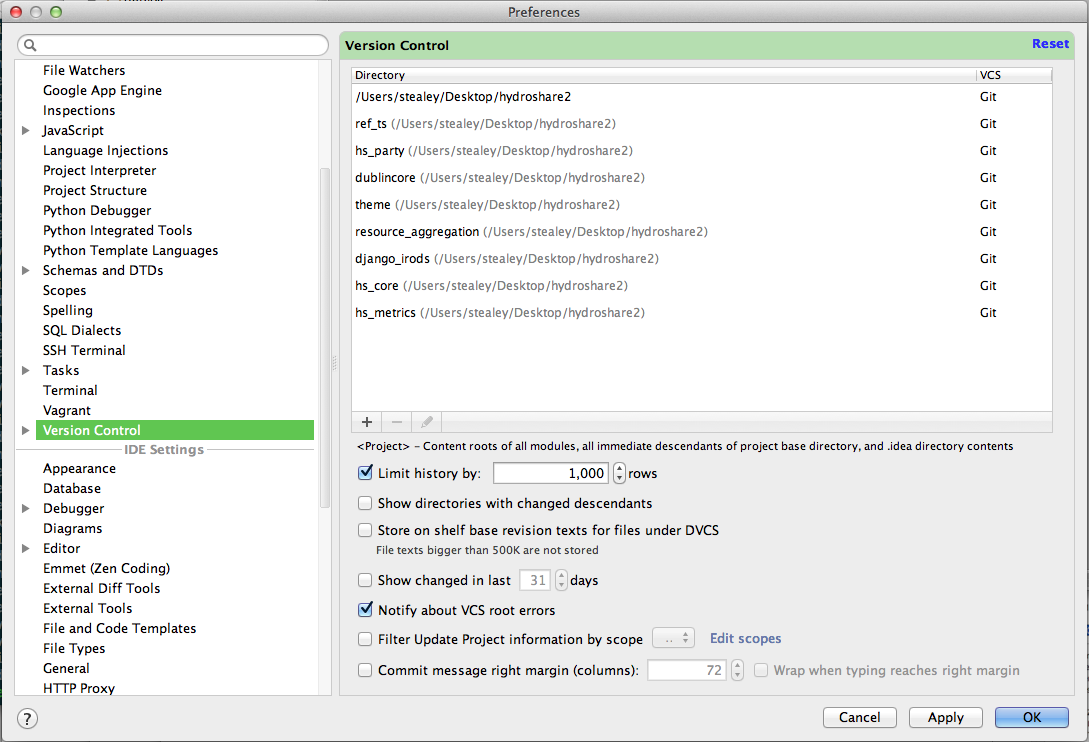 Preferences
File Watchers
Google App Engine
Inspections
JavaScript
Language Injections
Project Interpreter
Project Structure
Python Debugger
Python Integrated Tools
Python Template Languages
Schemas and DTDs
Scopes
Spelling
SQL Dialects
SSH Terminal
Tasks
Terminal
Vagrant
Version Control
IDE Settings
Appearance
Database
Debugger
Diagrams
Editor
Emmet (Zen Coding)
External Diff Tools
External Tools
File and Code Templates
File Types
General
HTTP Proxy
Version Control Reset
Directory VCS
/Users/stealey/Desktop/hydroshare2 Git
ref_ts (/Users/stealey/Desktop/hydroshare2) Git
hs_party (/Users/stealey/Desktop/hydroshare2) Git
dublincore (/Users/stealey/Desktop/hydroshare2) Git
theme (/Users/stealey/Desktop/hydroshare2) Git
resource_aggregation (/Users/stealey/Desktop/hydroshare2) Git
django_irods (/Users/stealey/Desktop/hydroshare2) Git
hs_core (/Users/stealey/Desktop/hydroshare2) Git
hs_metrics (/Users/stealey/Desktop/hydroshare2) Git
<Project> – Content roots of all modules, all immediate descendants of project base directory, and .idea directory contents
Limit history by: 1,000 rows
Show directories with changed descendants
Store on shelf base revision texts for files under DVCS
File texts bigger than 500K are not stored
Show changed in last 31 days
Notify about VCS root errors
Filter Update Project information by scope .. Edit scopes
Commit message right margin (columns): 72 Wrap when typing reaches right margin
? Cancel Apply OK